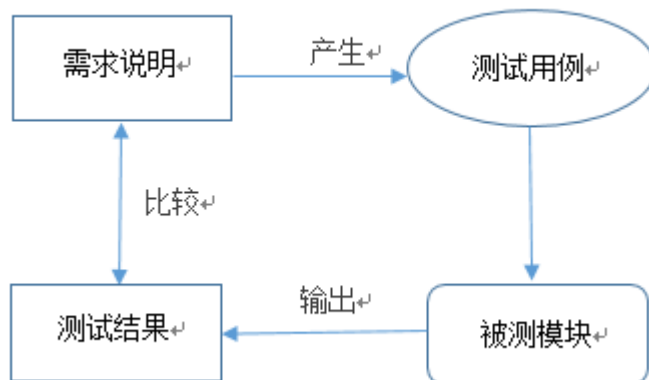 需求说明
产生
测试用例
比较
测试结果
输出
被测模块